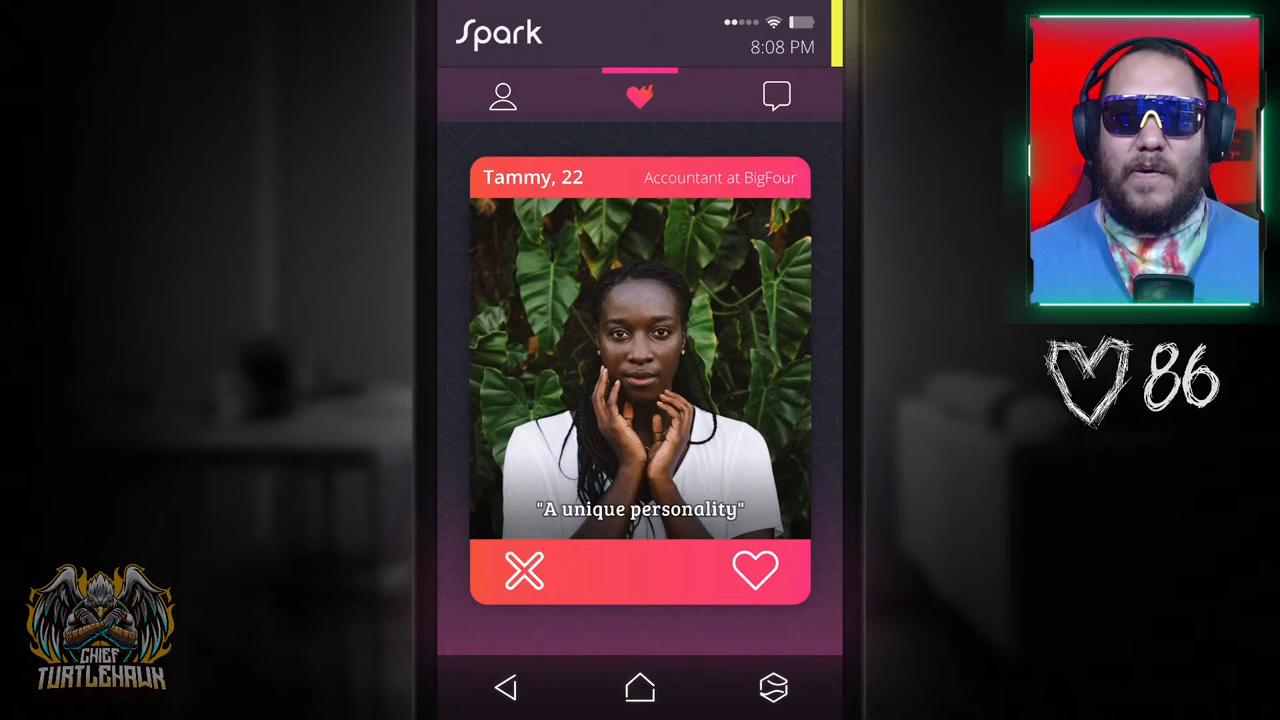 Spark
8:08 PM
Tammy, 22
Accountant at BigFour
"A unique personality"
86
CHIEF
TURTLEHAWK